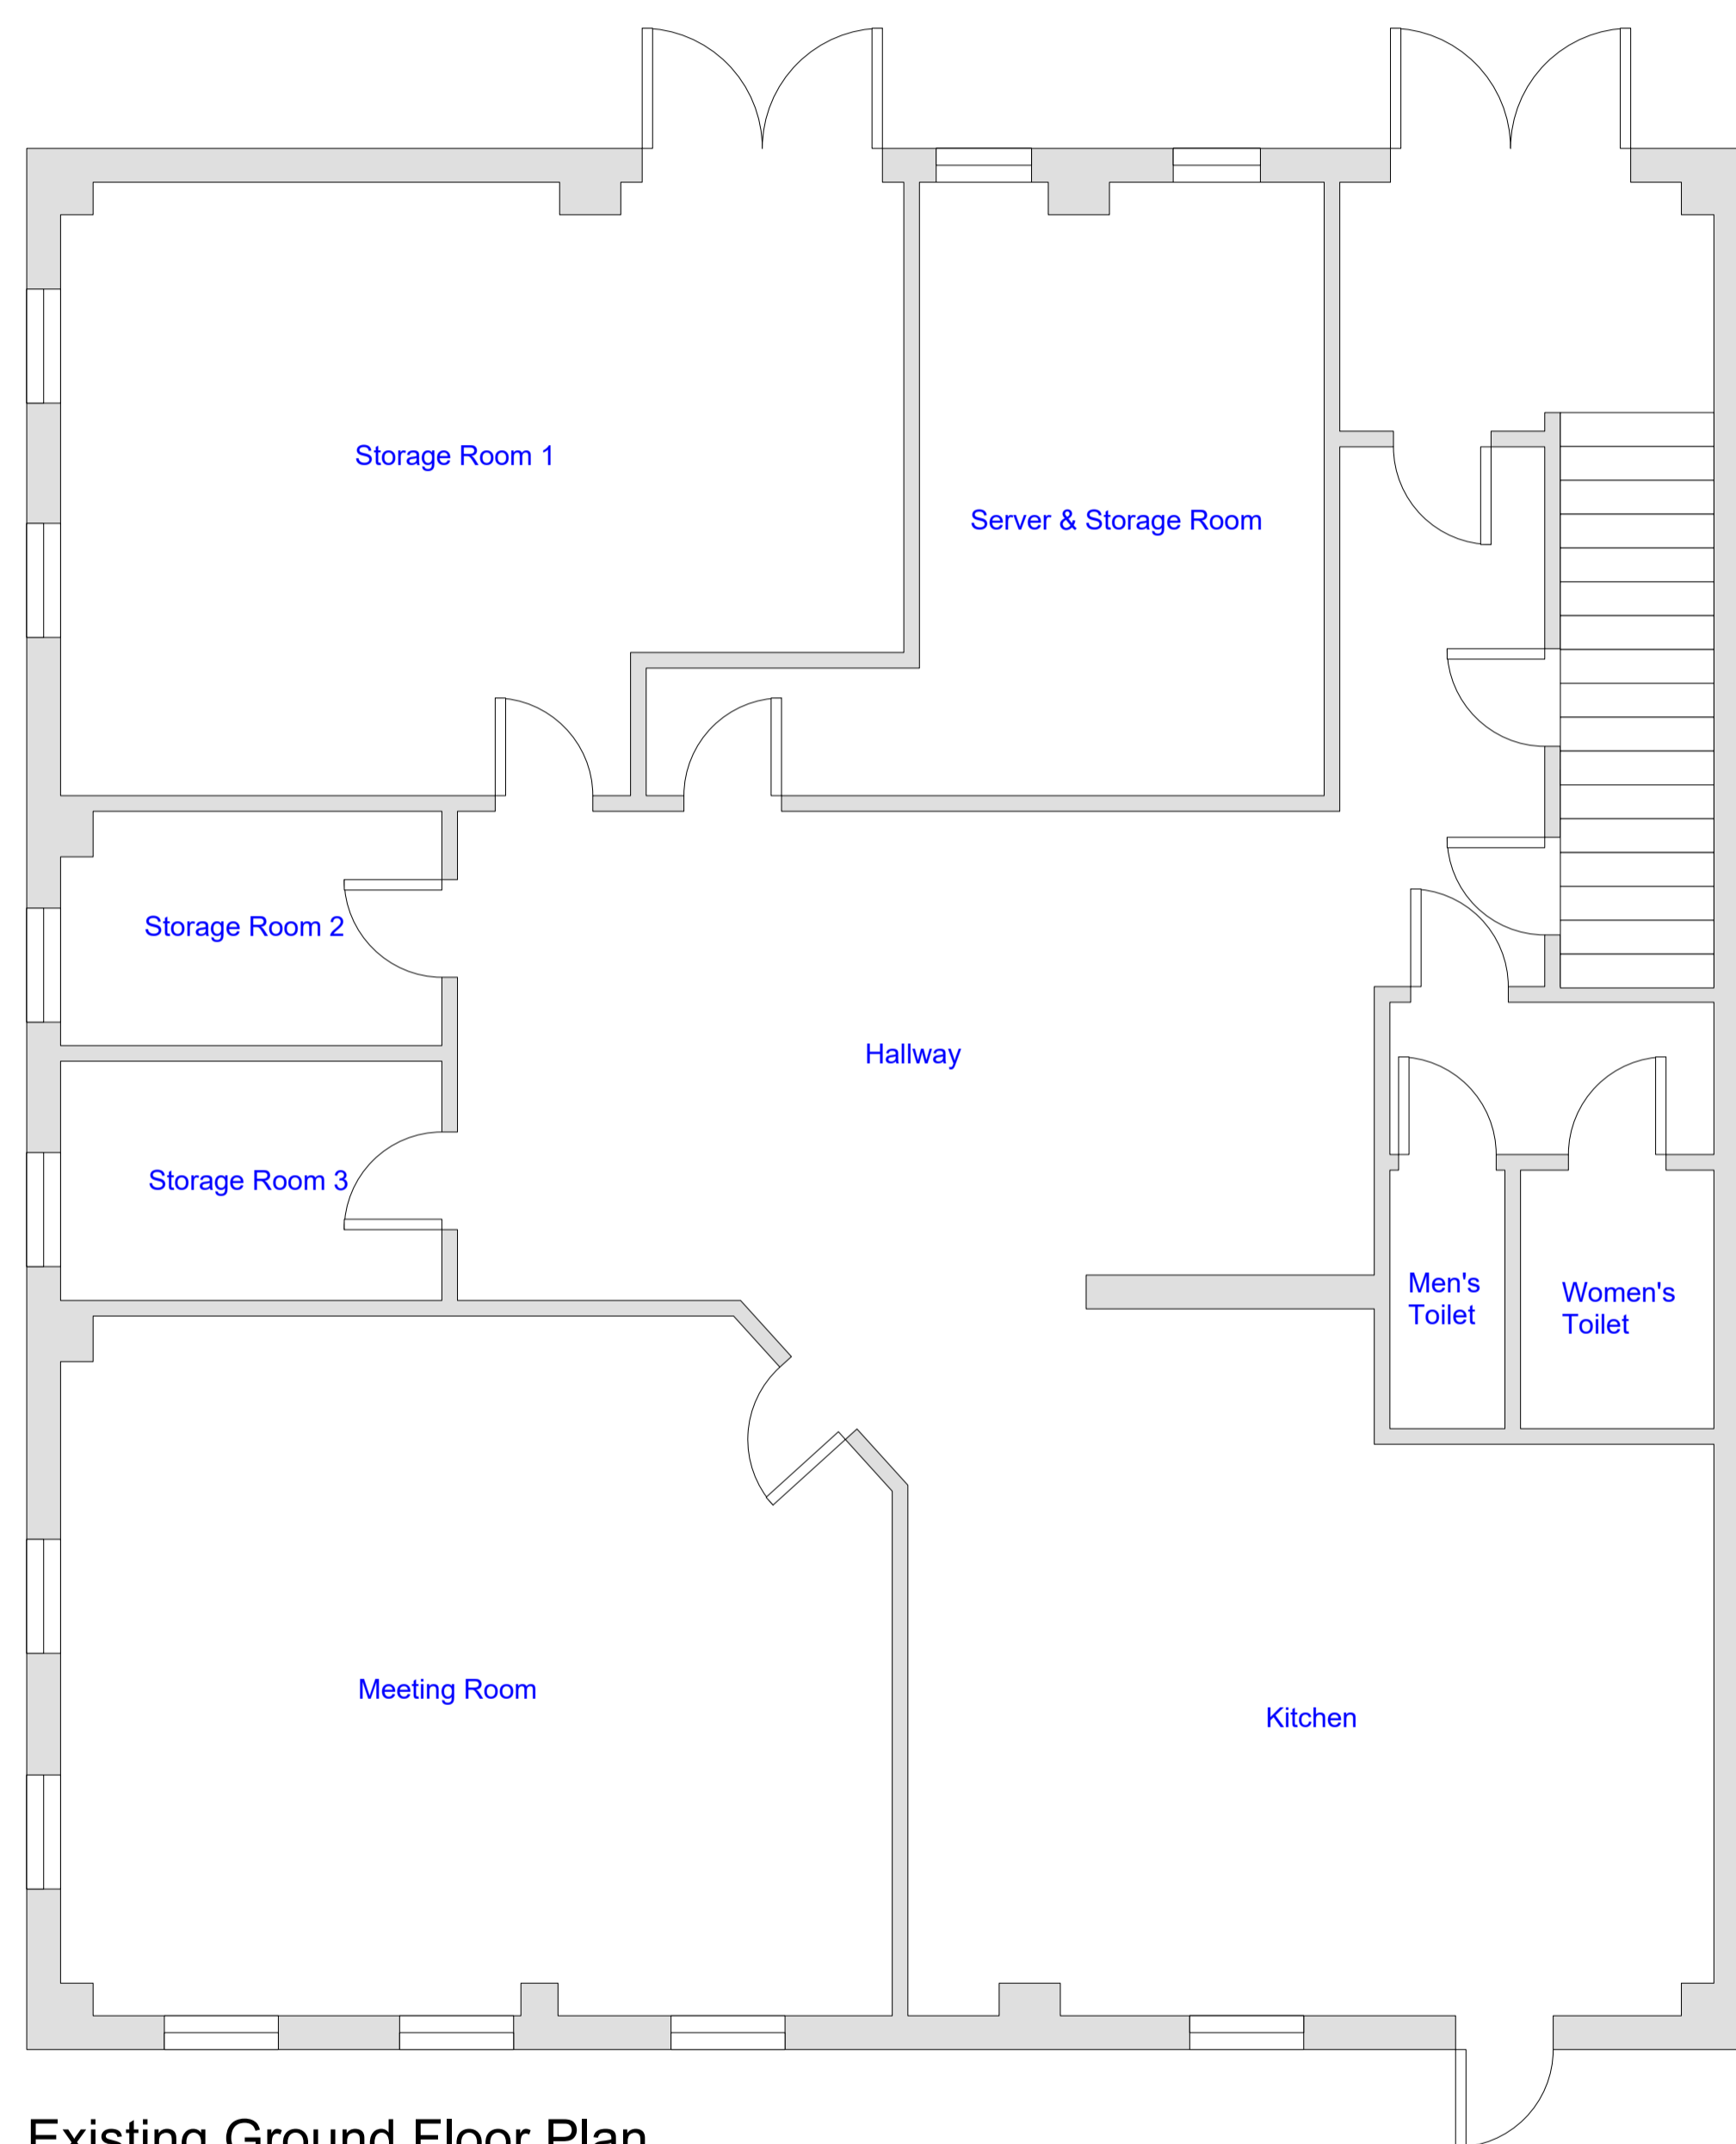 Storage Room 1
Server & Storage Room
Storage Room 2
Hallway
Storage Room 3
Men's
Toilet
Women's
Toilet
Meeting Room
Kitchen
Existing Ground Floor Plan